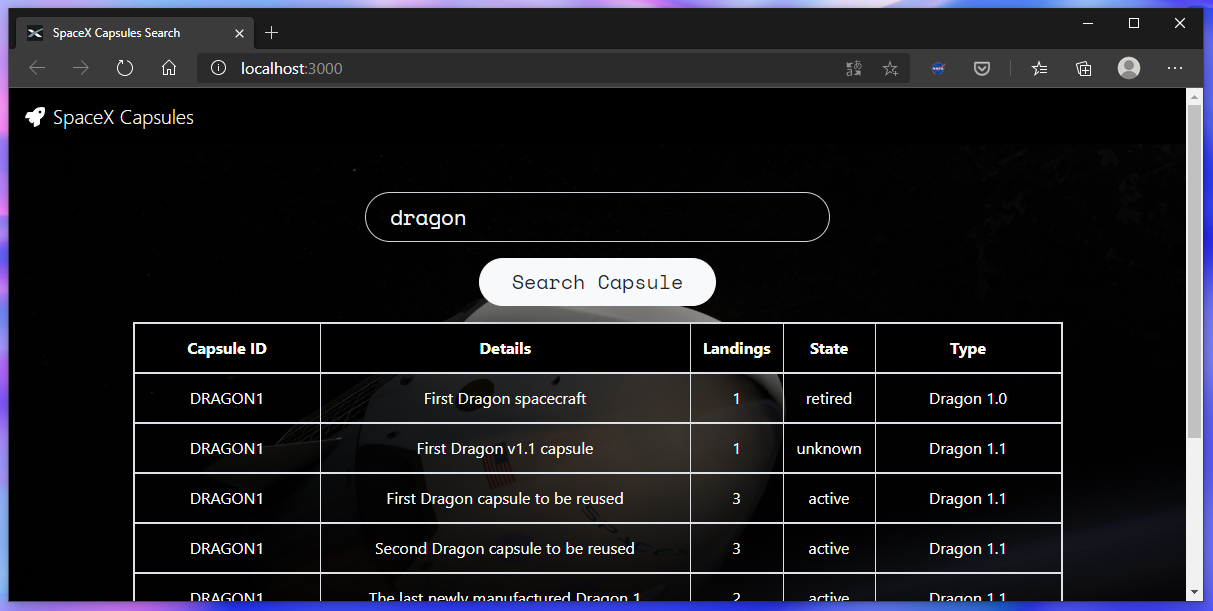 SpaceX Capsules Search
localhost:3000
SpaceX Capsules
dragon
Search Capsule
Capsule ID Details Landings State Type
DRAGON1 First Dragon spacecraft 1 retired Dragon 1.0
DRAGON1 First Dragon v1.1 capsule 1 unknown Dragon 1.1
DRAGON1 First Dragon capsule to be reused 3 active Dragon 1.1
DRAGON1 Second Dragon capsule to be reused 3 active Dragon 1.1
DRAGON1 The last newly manufactured Dragon 1 2 active Dragon 1.1